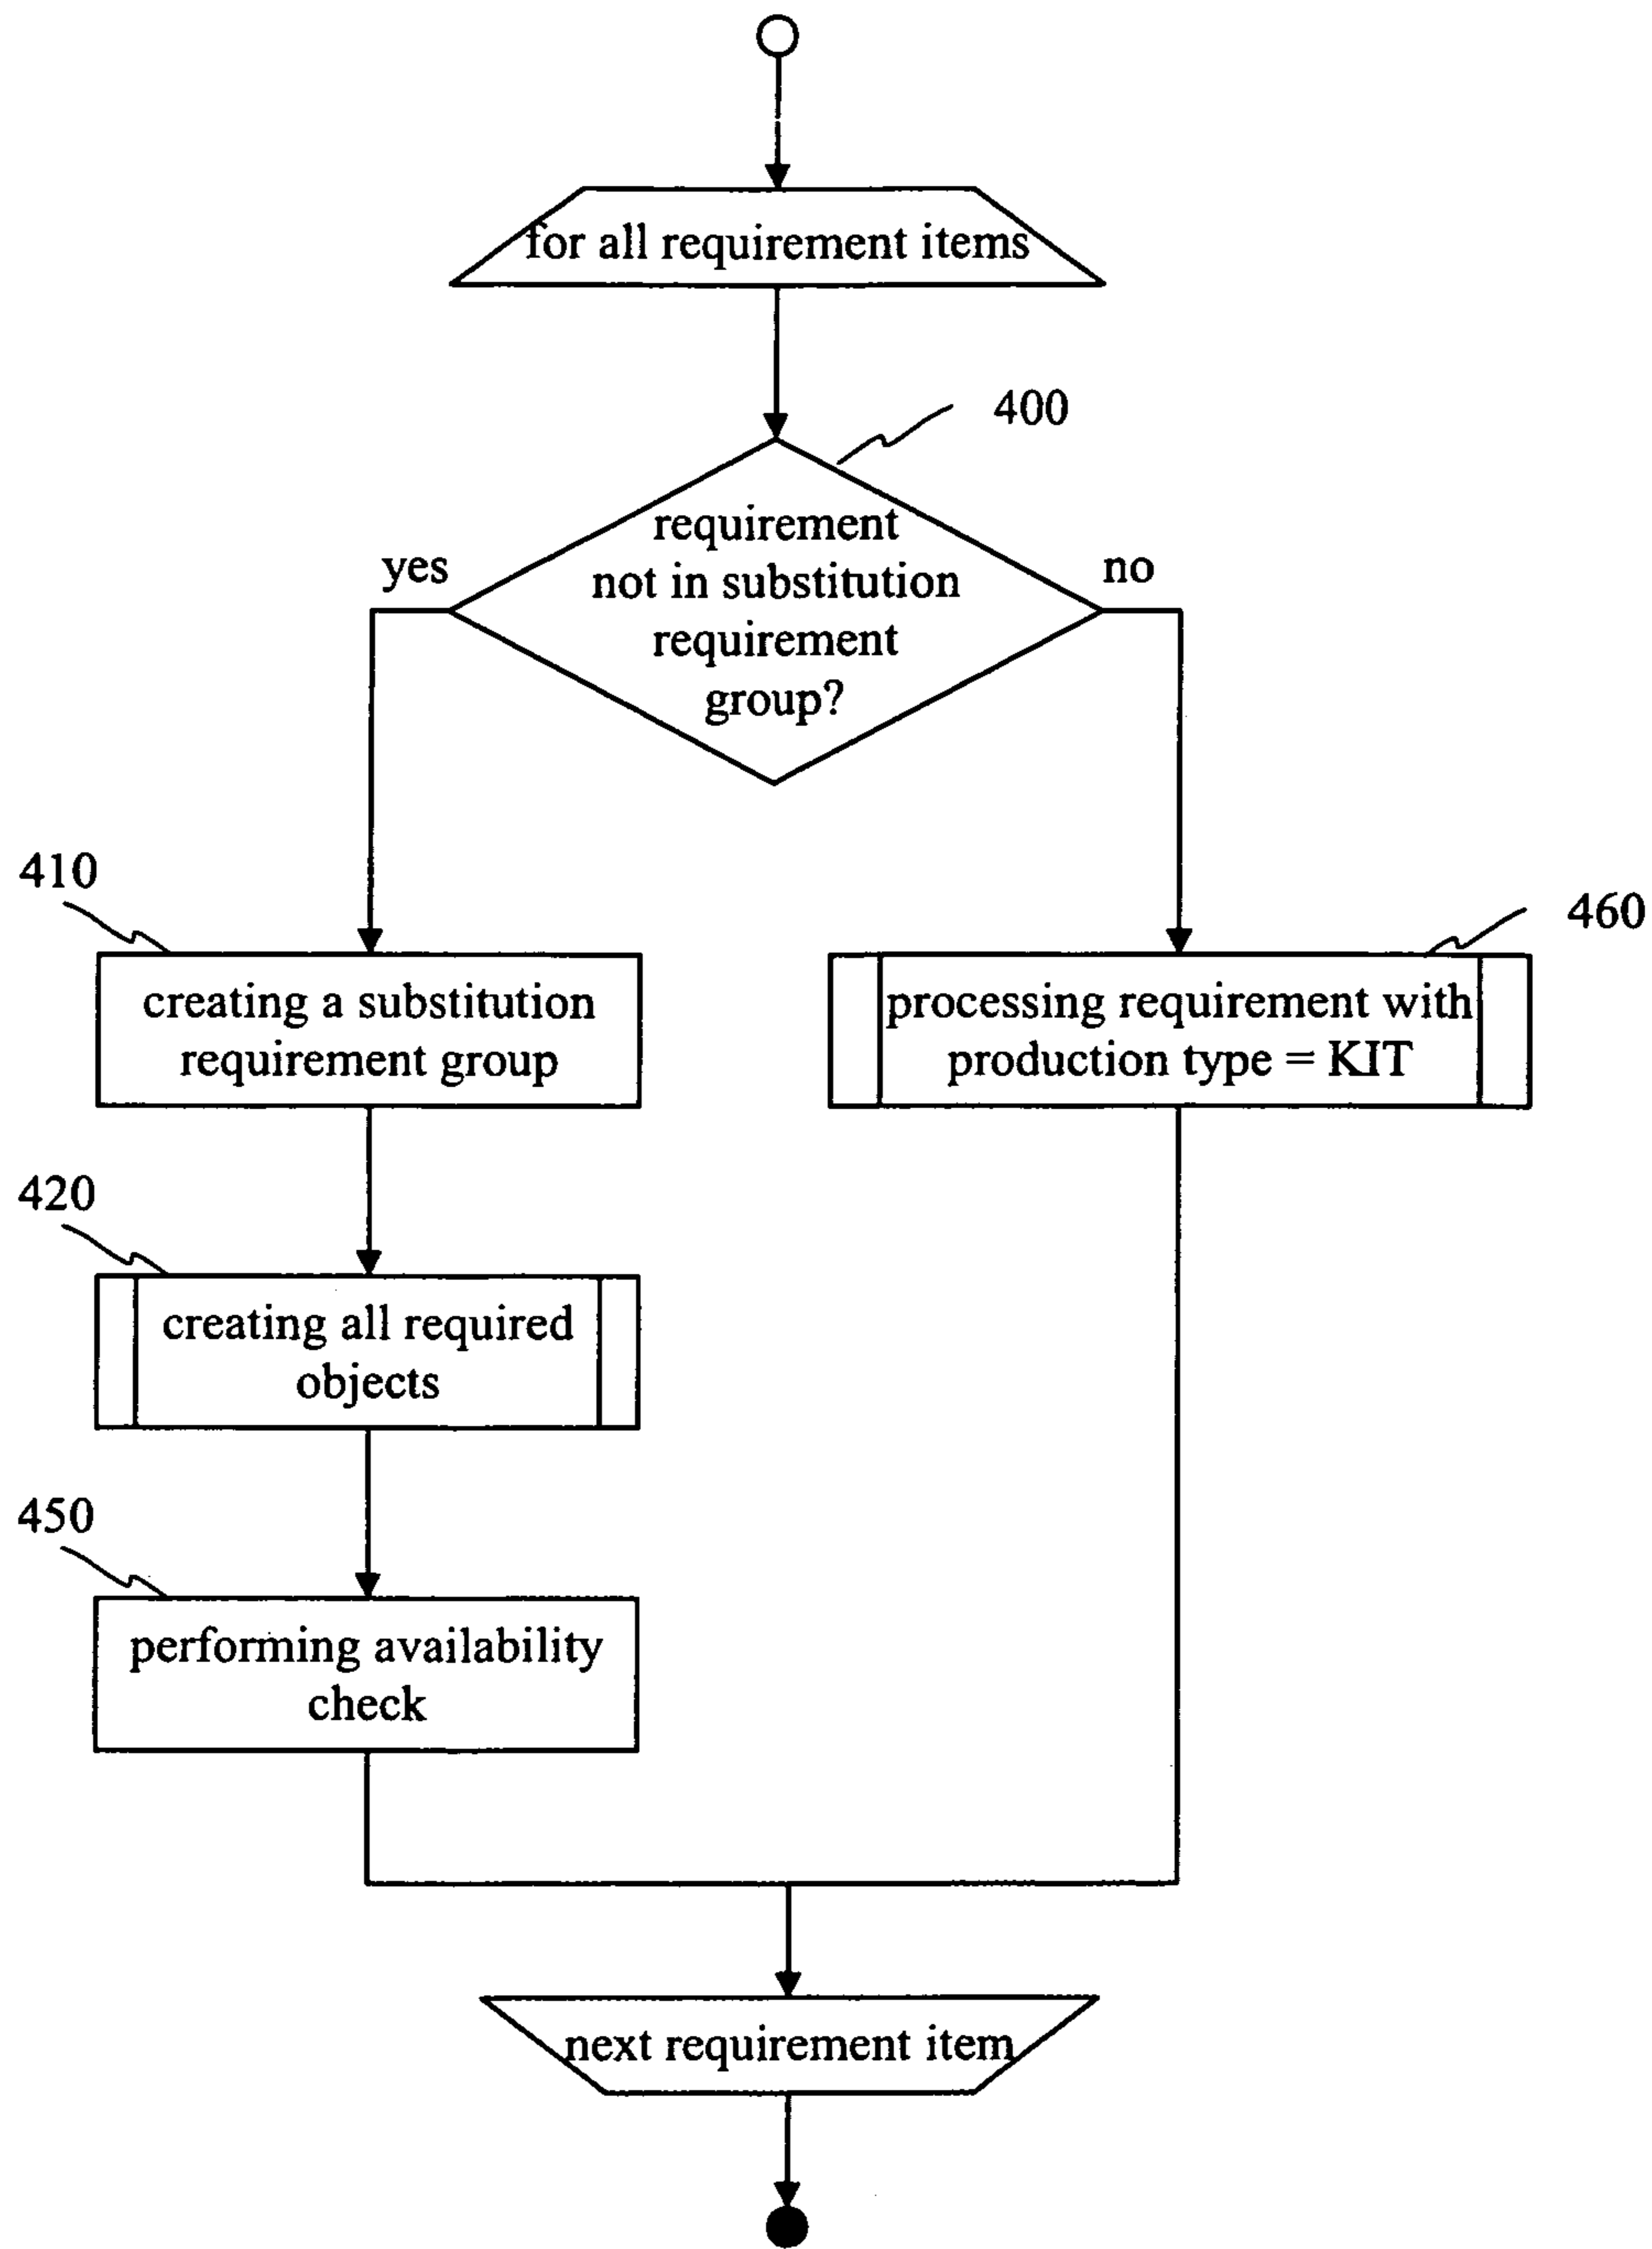 for all requirement items
400
requirement
not in substitution
requirement
group?
yes
no
410
creating a substitution
requirement group
460
processing requirement with
production type = KIT
420
creating all required
objects
450
performing availability
check
next requirement item